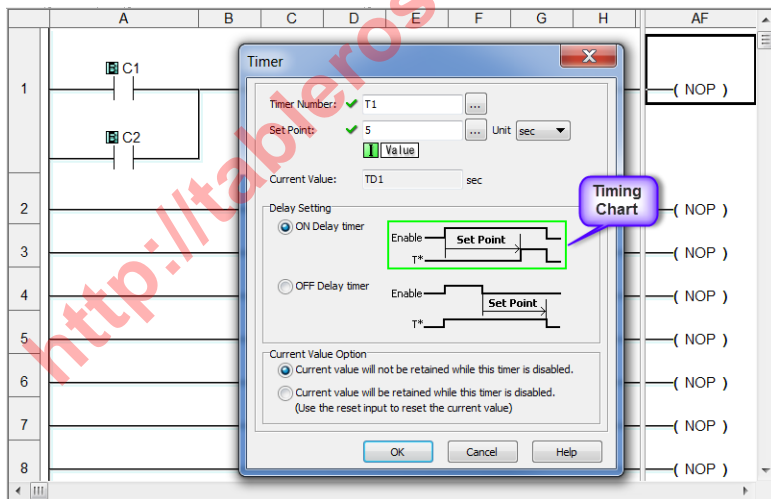 A B C D E F G H AF
1
C1
C2
( NOP )
2
( NOP )
3
( NOP )
4
( NOP )
5
( NOP )
6
( NOP )
7
( NOP )
8
( NOP )
Timer
Timer Number: T1 ...
Set Point: 5 ... Unit sec
I Value
Current Value: TD1 sec
Delay Setting
ON Delay timer
Enable
Set Point
T*
Timing
Chart
OFF Delay timer
Enable
Set Point
T*
Current Value Option
Current value will not be retained while this timer is disabled.
Current value will be retained while this timer is disabled.
(Use the reset input to reset the current value)
OK Cancel Help